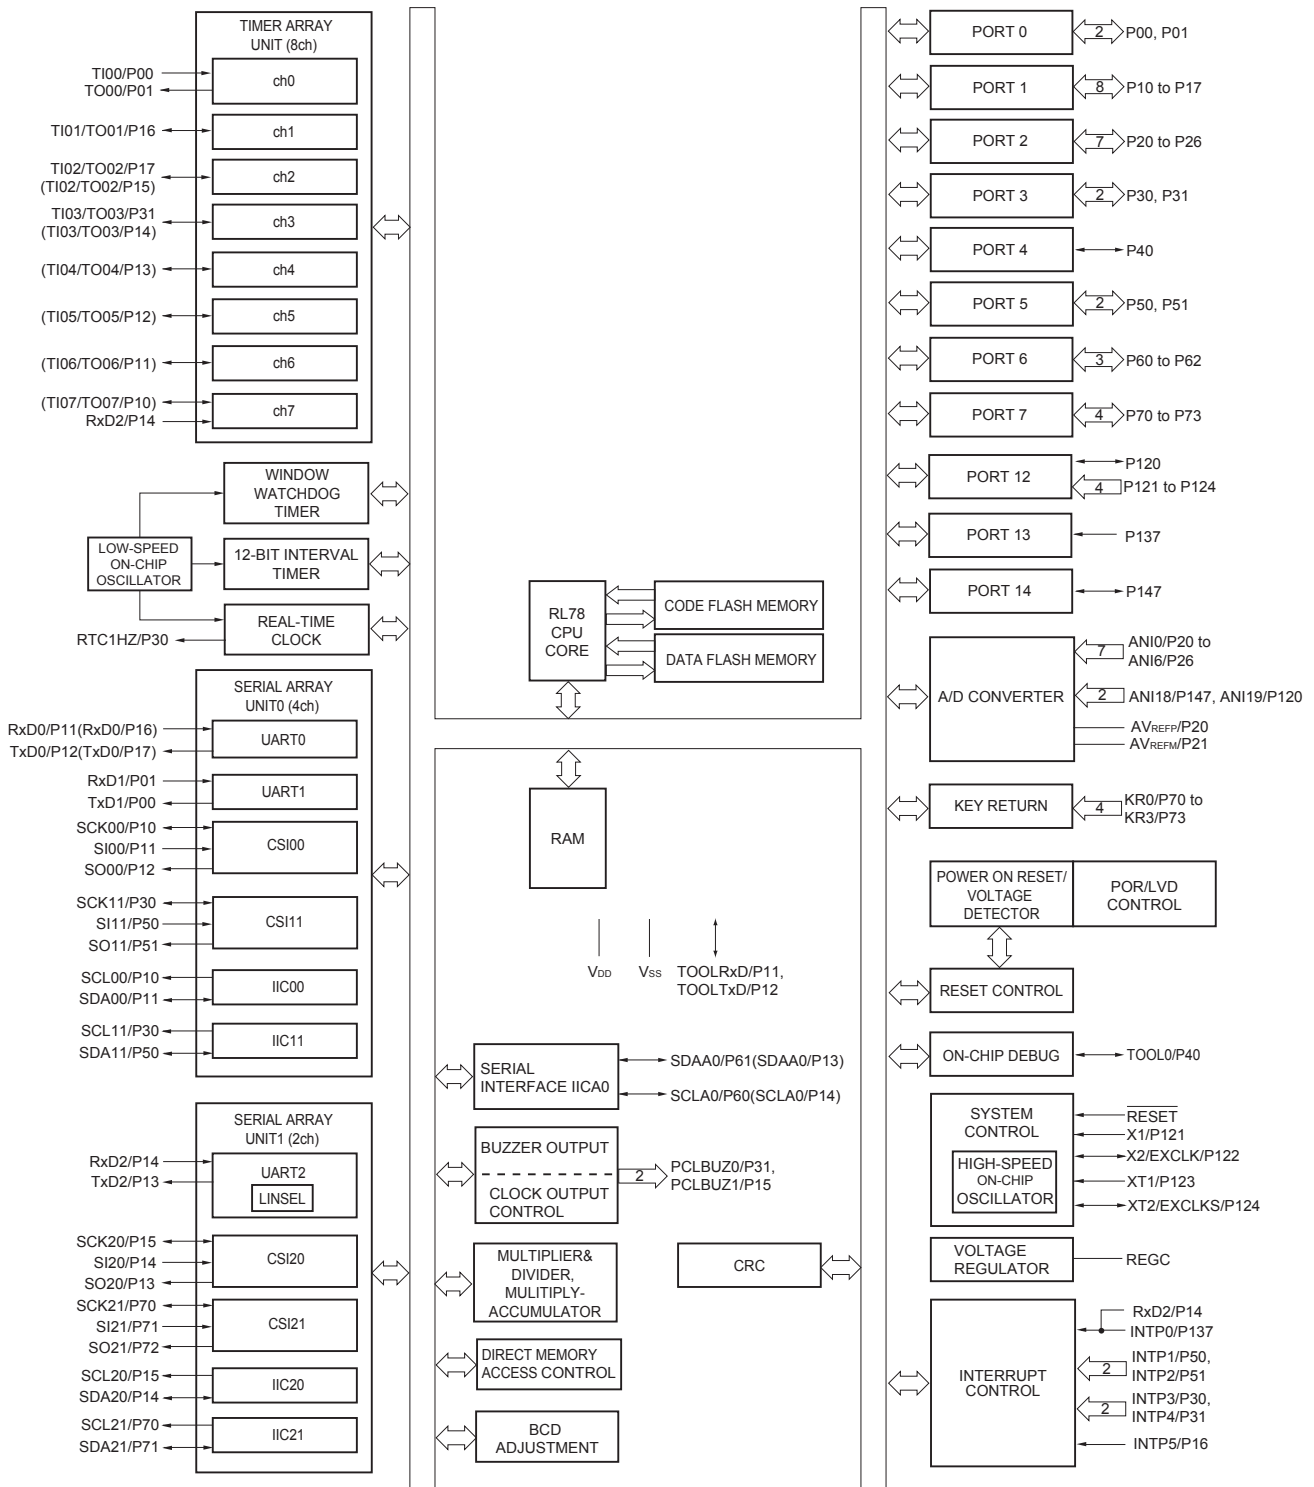 TIMER ARRAY
UNIT (8ch)
TI00/P00
TO00/P01
ch0
TI01/TO01/P16
ch1
TI02/TO02/P17
(TI02/TO02/P15)
ch2
TI03/TO03/P31
(TI03/TO03/P14)
ch3
(TI04/TO04/P13)
ch4
(TI05/TO05/P12)
ch5
(TI06/TO06/P11)
ch6
(TI07/TO07/P10)
RxD2/P14
ch7
WINDOW
WATCHDOG
TIMER
LOW-SPEED
ON-CHIP
OSCILLATOR
12-BIT INTERVAL
TIMER
REAL-TIME
CLOCK
RTC1HZ/P30
SERIAL ARRAY
UNIT0 (4ch)
RxD0/P11(RxD0/P16)
TxD0/P12(TxD0/P17)
UART0
RxD1/P01
TxD1/P00
UART1
SCK00/P10
SI00/P11
SO00/P12
CSI00
SCK11/P30
SI11/P50
SO11/P51
CSI11
SCL00/P10
SDA00/P11
IIC00
SCL11/P30
SDA11/P50
IIC11
SERIAL ARRAY
UNIT1 (2ch)
RxD2/P14
TxD2/P13
UART2
LINSEL
SCK20/P15
SI20/P14
SO20/P13
CSI20
SCK21/P70
SI21/P71
SO21/P72
CSI21
SCL20/P15
SDA20/P14
IIC20
SCL21/P70
SDA21/P71
IIC21
RL78
CPU
CORE
CODE FLASH MEMORY
DATA FLASH MEMORY
RAM
VDD
VSS
TOOLRxD/P11,
TOOLTxD/P12
SERIAL
INTERFACE IICA0
SDAA0/P61(SDAA0/P13)
SCLA0/P60(SCLA0/P14)
BUZZER OUTPUT
CLOCK OUTPUT
CONTROL
2
PCLBUZ0/P31,
PCLBUZ1/P15
MULTIPLIER&
DIVIDER,
MULITIPLY-
ACCUMULATOR
CRC
DIRECT MEMORY
ACCESS CONTROL
BCD
ADJUSTMENT
PORT 0
2
P00, P01
PORT 1
8
P10 to P17
PORT 2
7
P20 to P26
PORT 3
2
P30, P31
PORT 4
P40
PORT 5
2
P50, P51
PORT 6
3
P60 to P62
PORT 7
4
P70 to P73
PORT 12
P120
4
P121 to P124
PORT 13
P137
PORT 14
P147
A/D CONVERTER
7
ANI0/P20 to
ANI6/P26
2
ANI18/P147, ANI19/P120
AVREFP/P20
AVREFM/P21
KEY RETURN
4
KR0/P70 to
KR3/P73
POWER ON RESET/
VOLTAGE
DETECTOR
POR/LVD
CONTROL
RESET CONTROL
ON-CHIP DEBUG
TOOL0/P40
SYSTEM
CONTROL
HIGH-SPEED
ON-CHIP
OSCILLATOR
RESET
X1/P121
X2/EXCLK/P122
XT1/P123
XT2/EXCLKS/P124
VOLTAGE
REGULATOR
REGC
INTERRUPT
CONTROL
RxD2/P14
INTP0/P137
2
INTP1/P50,
INTP2/P51
2
INTP3/P30,
INTP4/P31
INTP5/P16